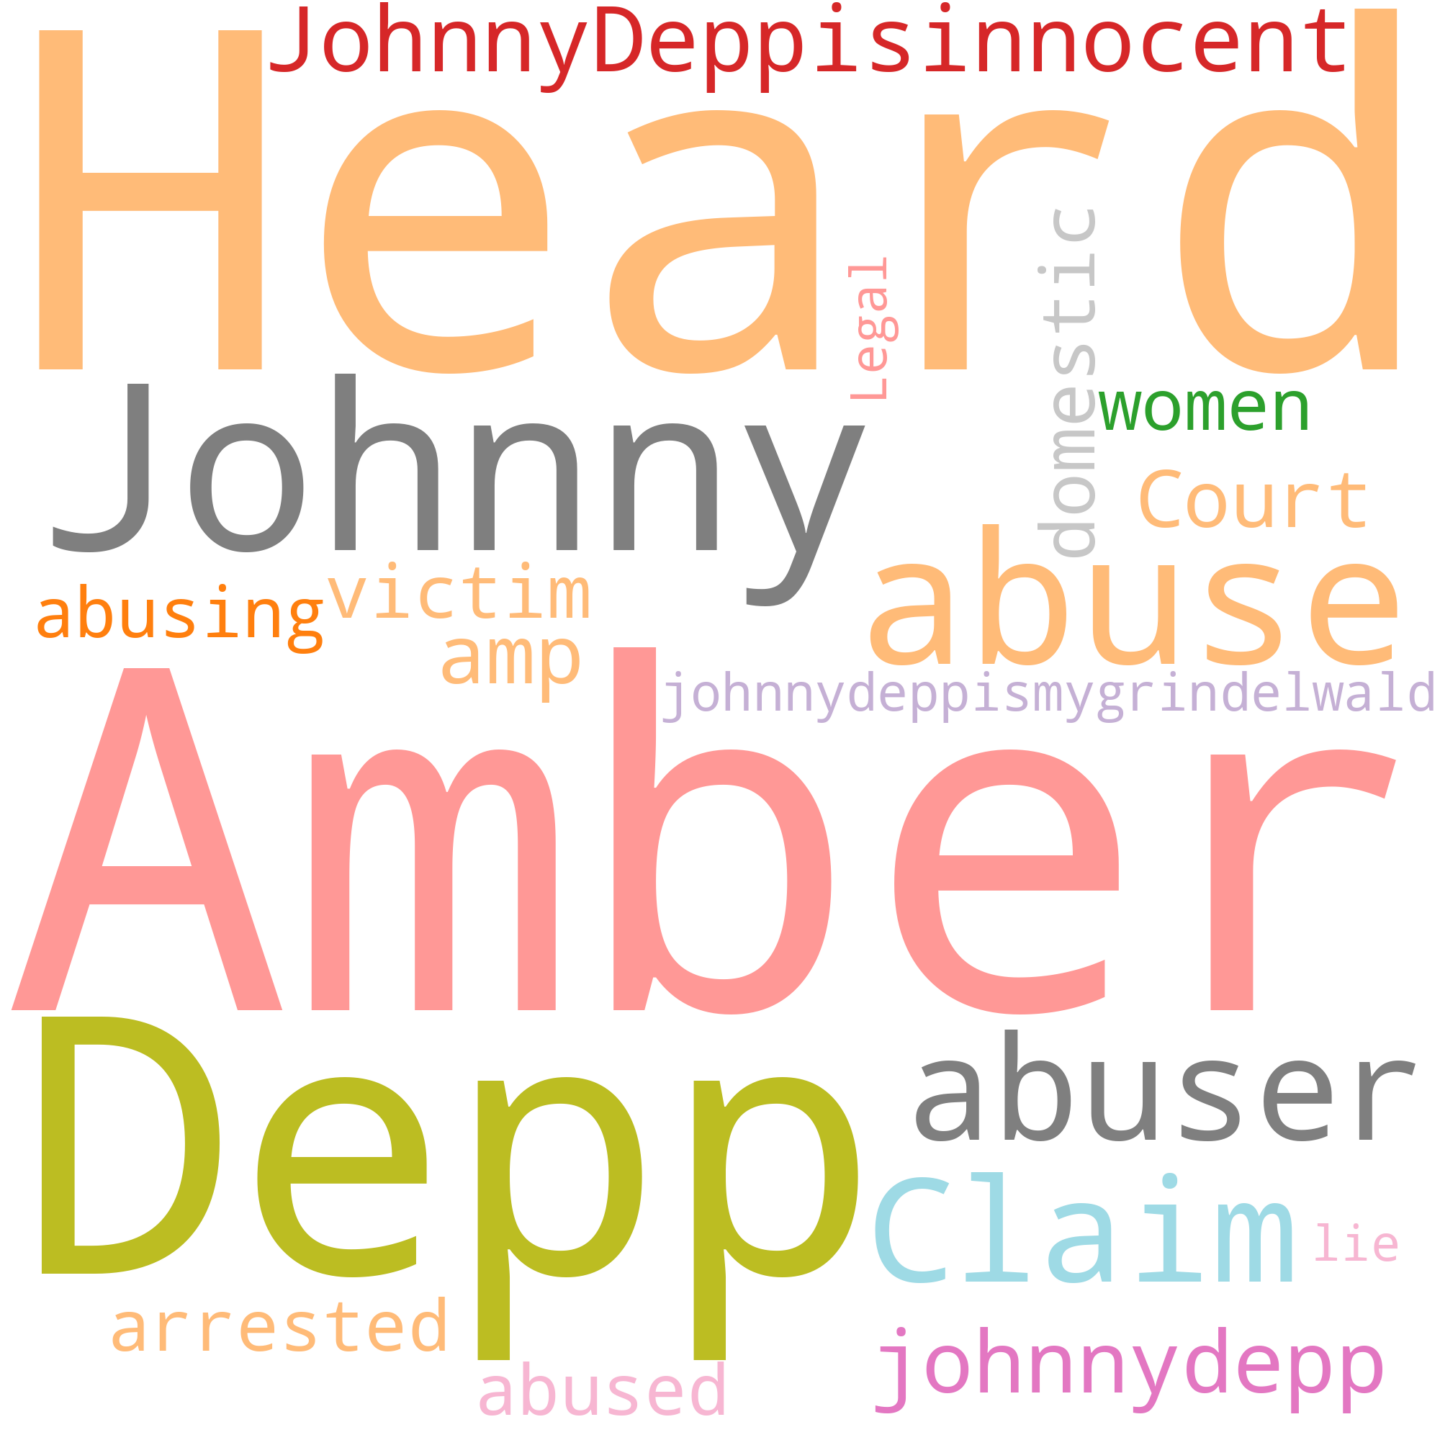 JohnnyDeppisinnocent
Heard
Legal
domestic
Johnny
women
Court
abusing
victim
abuse
amp
johnnydeppismygrindelwald
Amber
Depp
abuser
Claim
lie
arrested
johnnydepp
abused